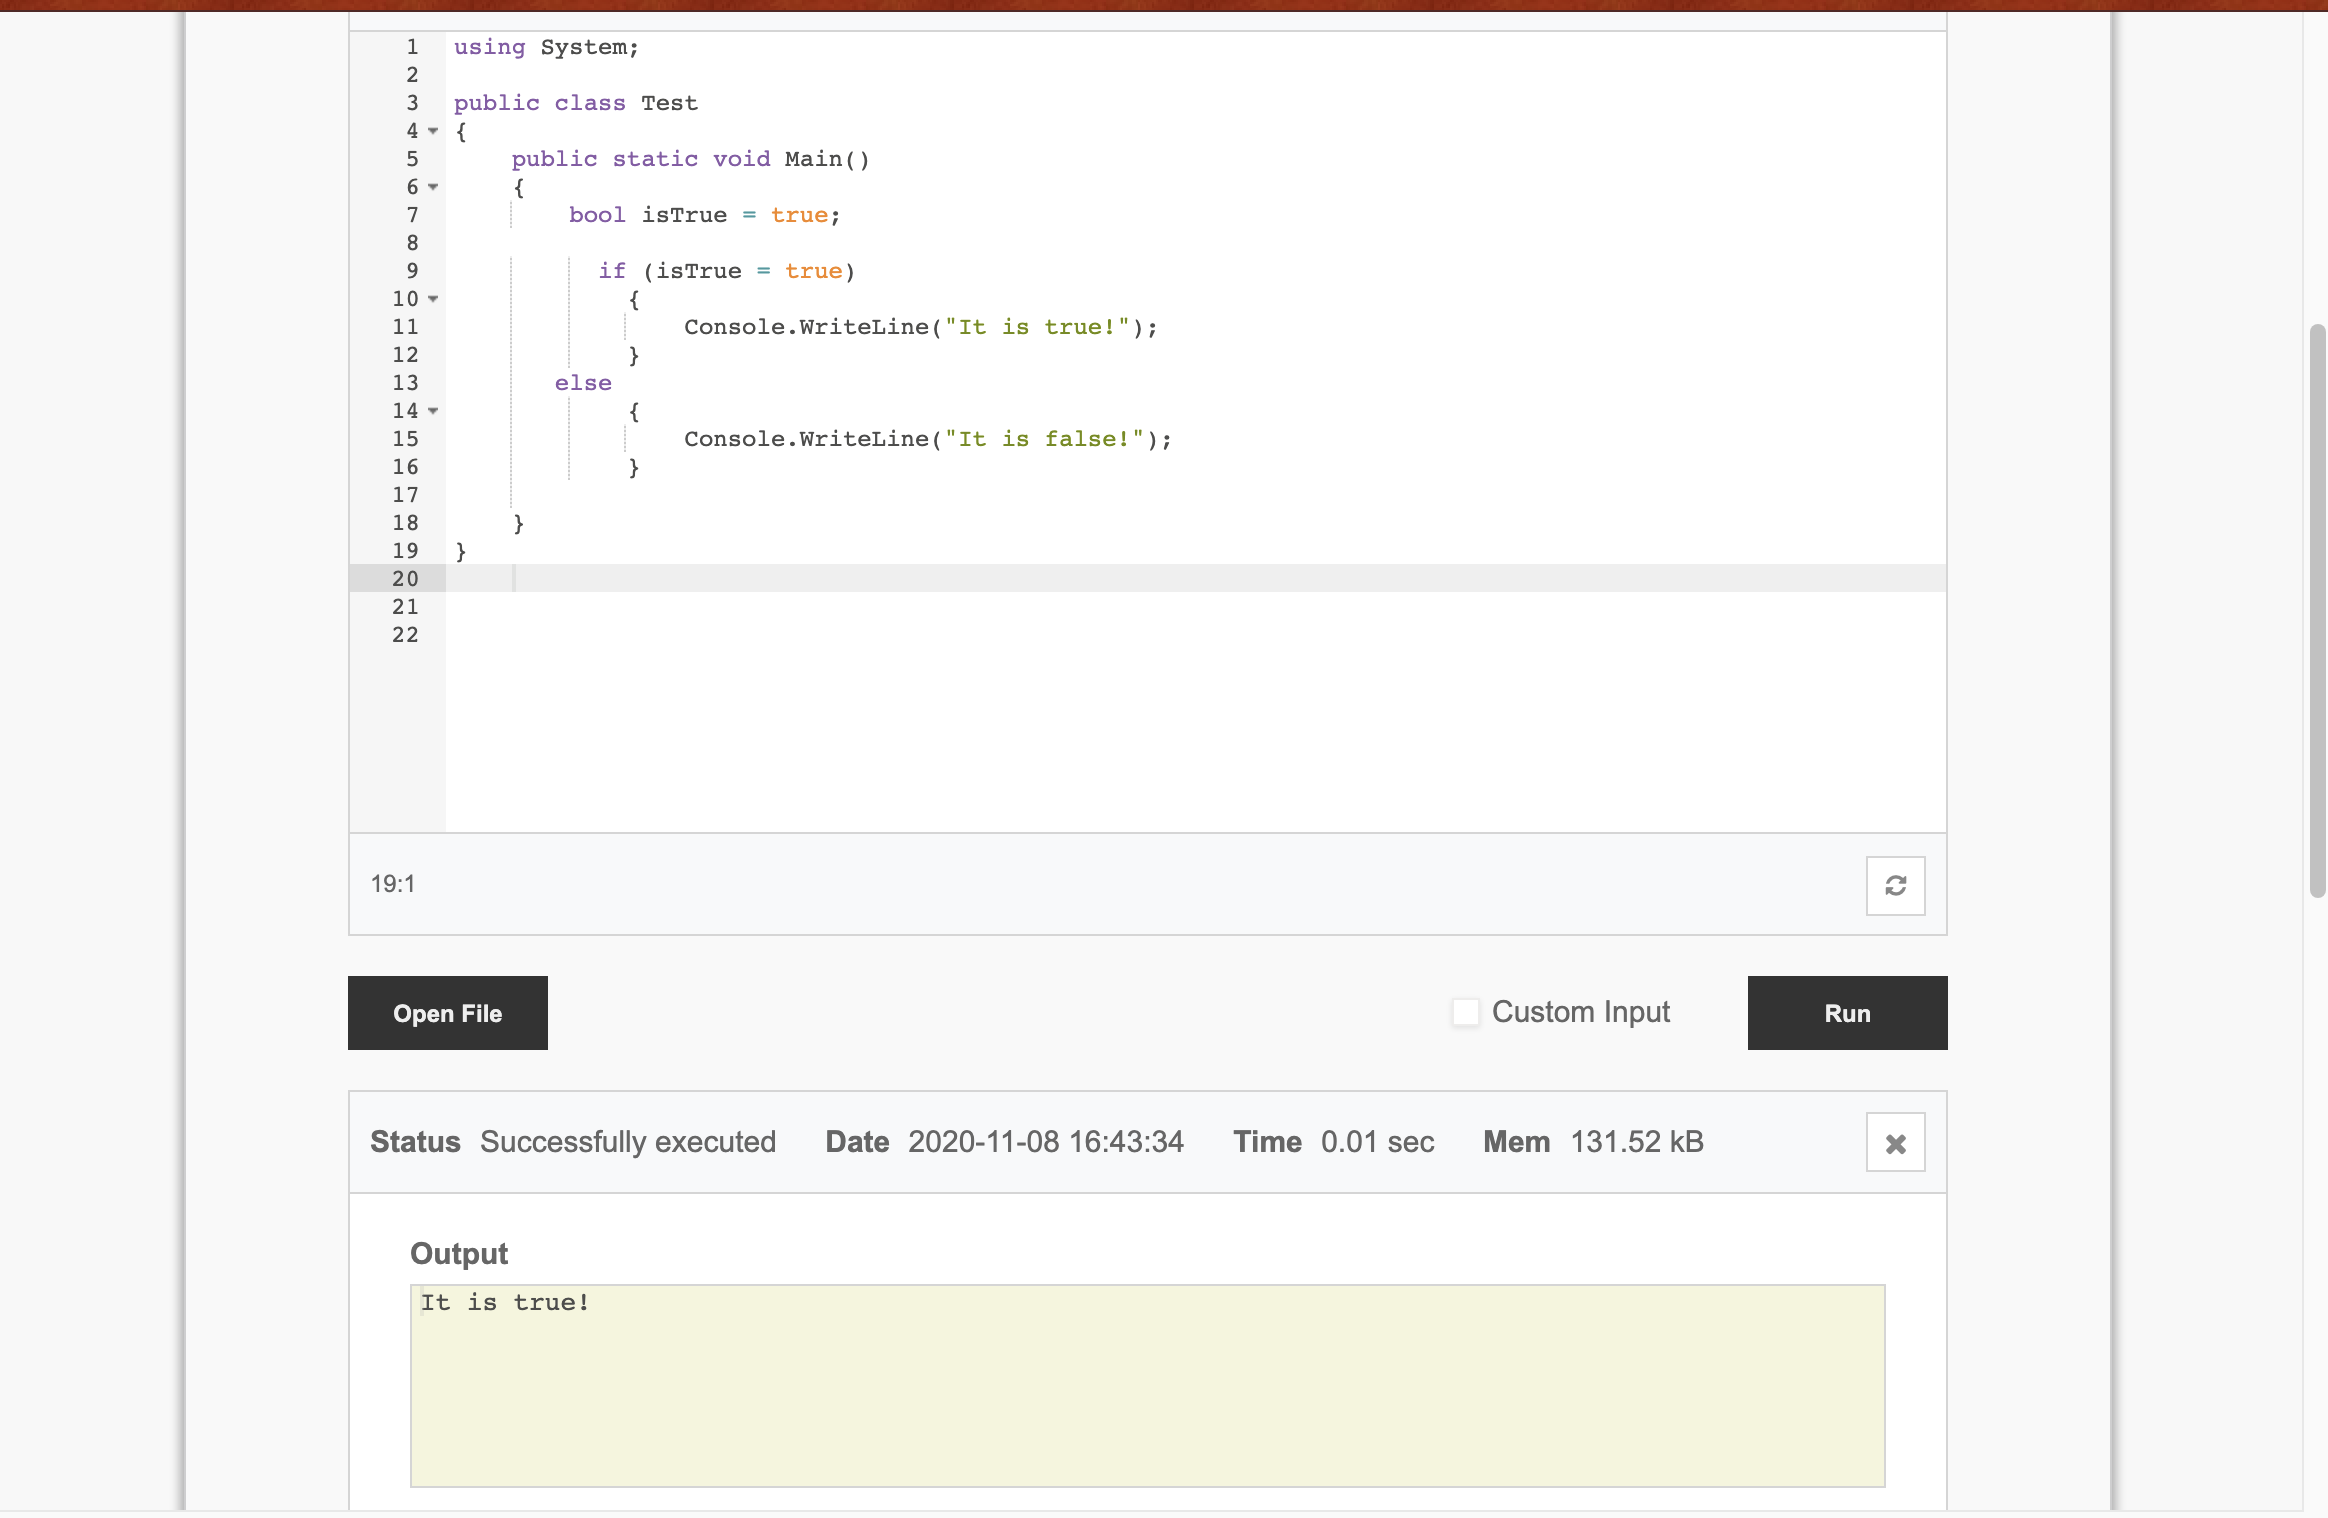 1 using System;
2
3 public class Test
4 {
5     public static void Main()
6     {
7         bool isTrue = true;
8
9           if (isTrue = true)
10             {
11                 Console.WriteLine("It is true!");
12             }
13        else
14             {
15                 Console.WriteLine("It is false!");
16             }
17
18     }
19 }
20
21
22
19:1
Open File Custom Input Run
Status Successfully executed Date 2020-11-08 16:43:34 Time 0.01 sec Mem 131.52 kB
Output
It is true!